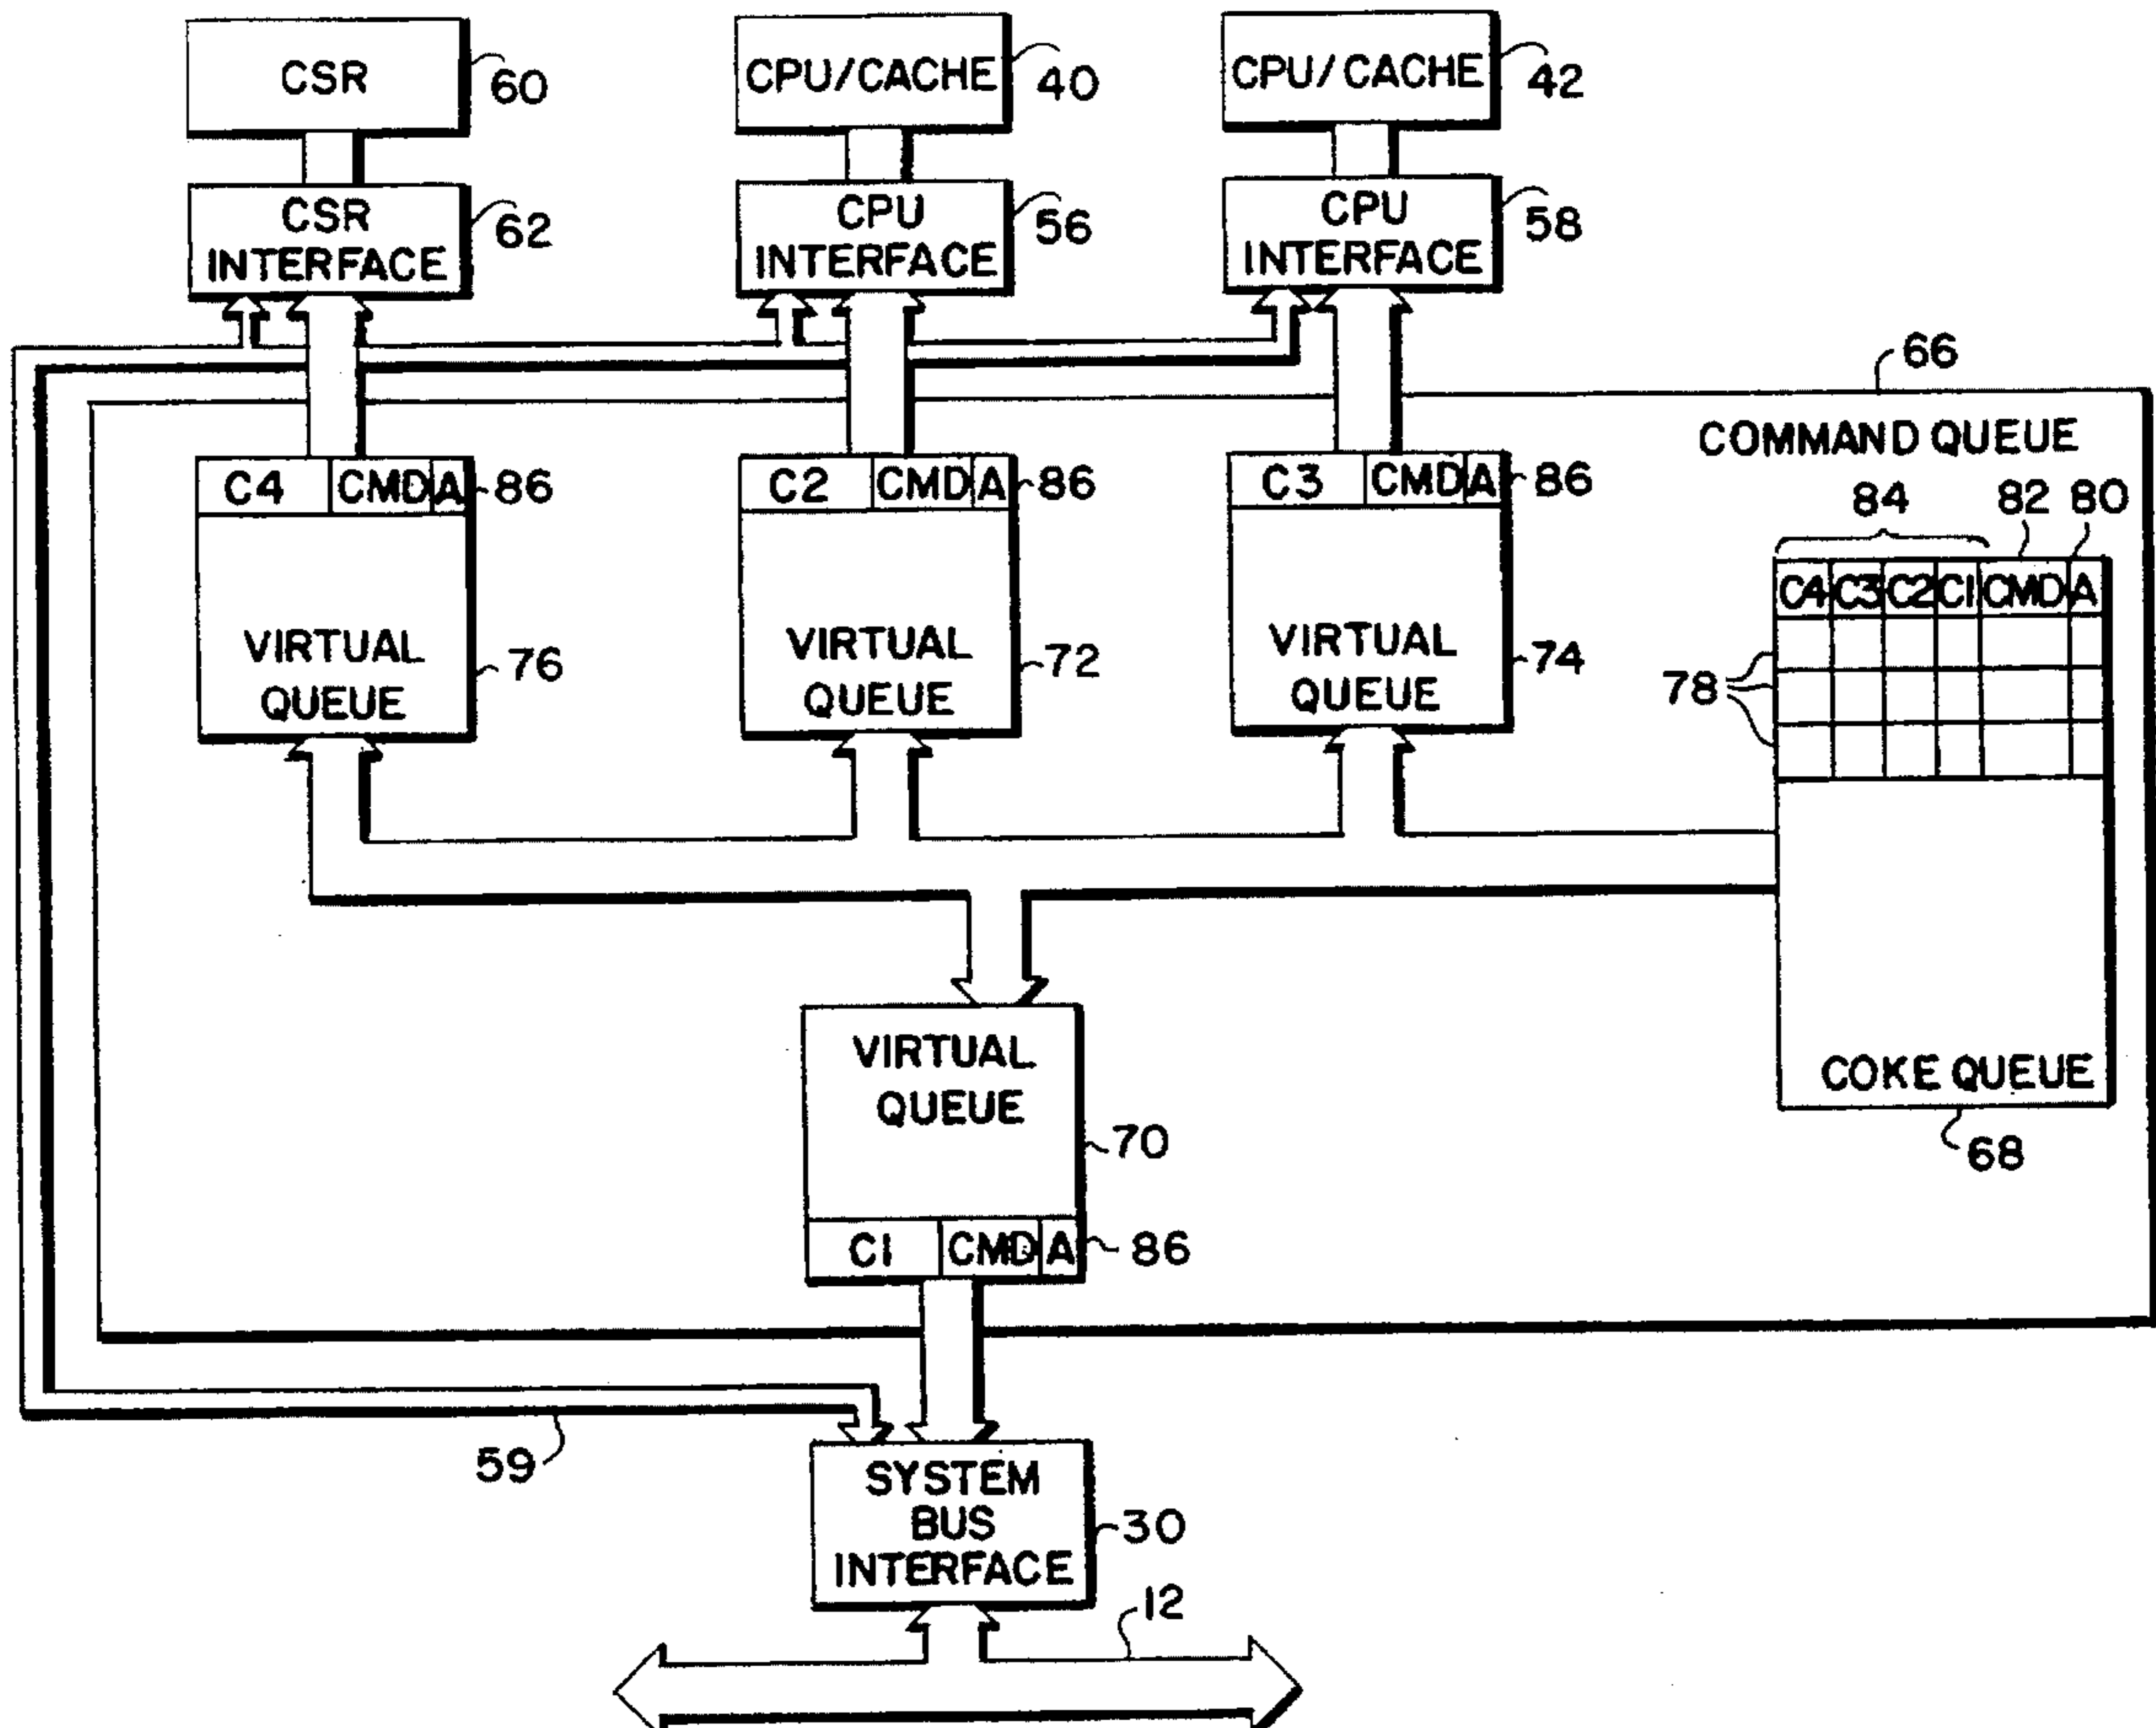 CSR
60
CPU/CACHE
40
CPU/CACHE
42
CSR
INTERFACE
62
CPU
INTERFACE
56
CPU
INTERFACE
58
66
COMMAND QUEUE
C4 CMD A
86
C2 CMD A
86
C3 CMD A
86
84 82 80
C4 C3 C2 C1 CMD A
78
VIRTUAL
QUEUE
76
VIRTUAL
QUEUE
72
VIRTUAL
QUEUE
74
VIRTUAL
QUEUE
70
COKE QUEUE
68
C1 CMD A
86
59
SYSTEM
BUS
INTERFACE
30
12